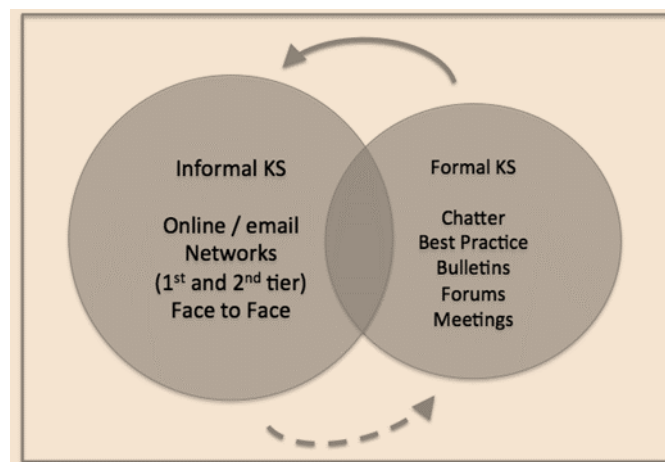 Informal KS
Online / email
Networks
(1st and 2nd tier)
Face to Face
Formal KS
Chatter
Best Practice
Bulletins
Forums
Meetings